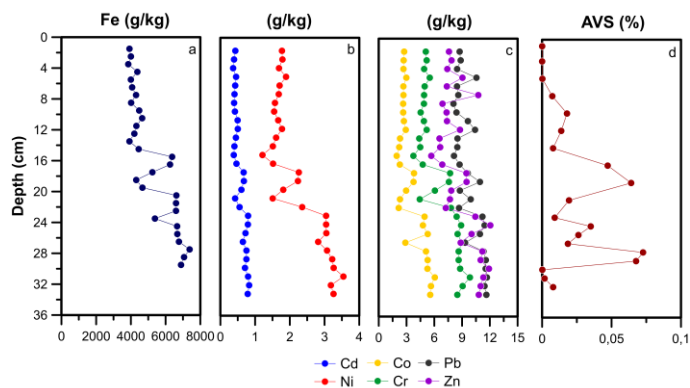 Fe (g/kg) (g/kg) (g/kg) AVS (%)
a b c d
Depth (cm)
0
4
8
12
16
20
24
28
32
36
0 2000 4000 6000 8000
0 1 2 3 4
0 3 6 9 12 15
0 0,05 0,1
Cd Co Pb
Ni Cr Zn